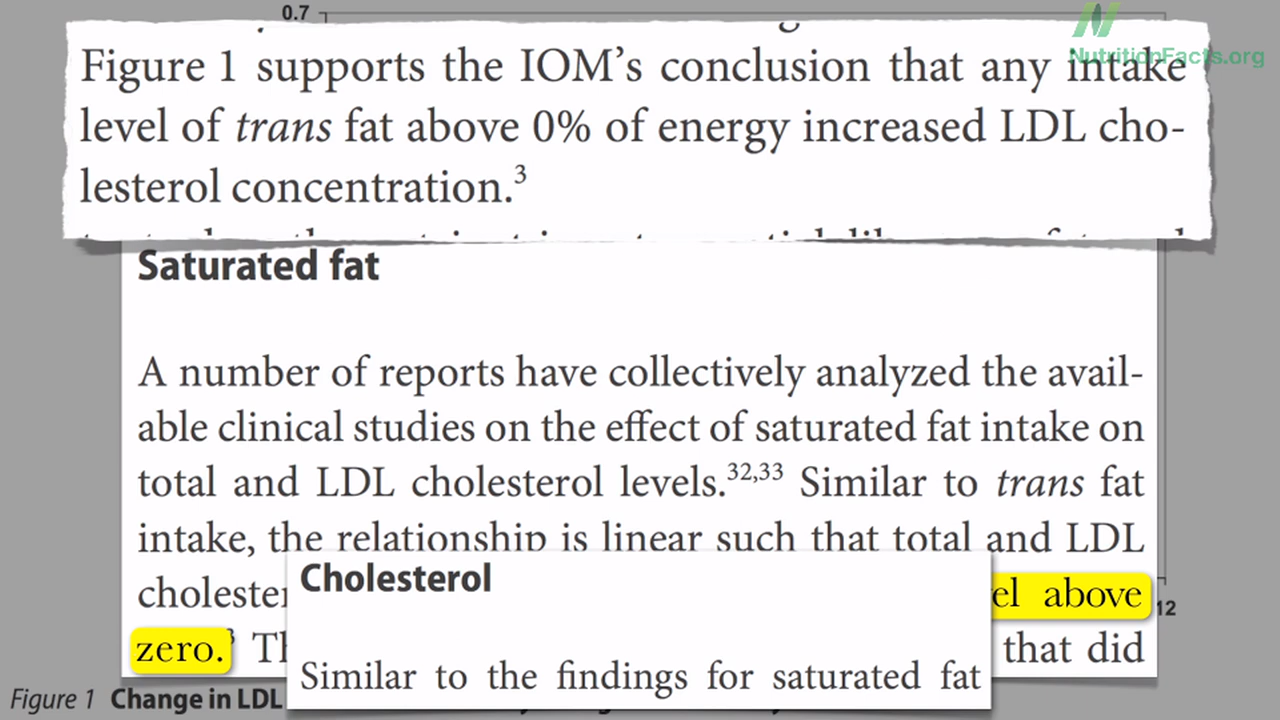 0.7
NutritionFacts.org
Figure 1 supports the IOM’s conclusion that any intake
level of trans fat above 0% of energy increased LDL cho-
lesterol concentration.3
Saturated fat
A number of reports have collectively analyzed the avail-
able clinical studies on the effect of saturated fat intake on
total and LDL cholesterol levels.32,33 Similar to trans fat
intake, the relationship is linear such that total and LDL
above
12
zero. that did
Cholesterol
Similar to the findings for saturated fat
Figure 1 Change in LDL